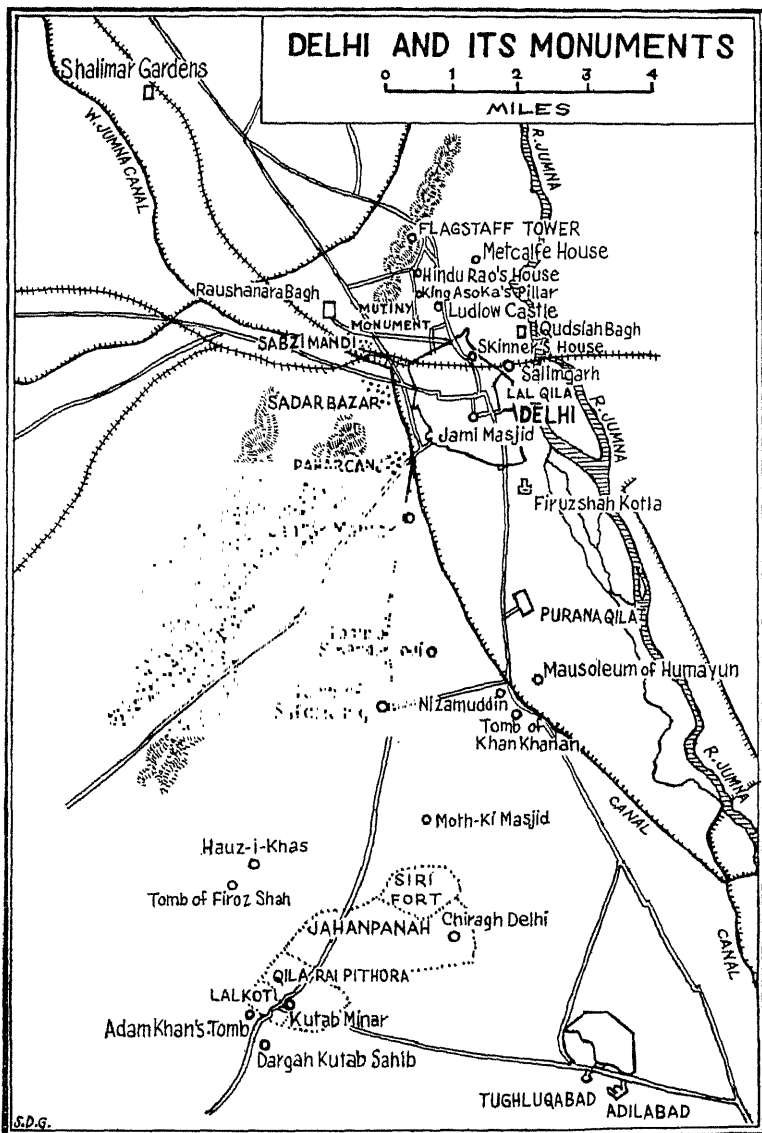 DELHI AND ITS MONUMENTS
0 1 2 3 4
MILES
Shalimar Gardens
W. JUMNA CANAL
R. JUMNA
FLAGSTAFF TOWER
Metcalfe House
Hindu Rao's House
King Asoka's Pillar
Raushanara Bagh
MUTINY
MONUMENT
Ludlow Castle
Qudsiah Bagh
SABZIMANDI
Skinner's House
Salimgarh
LAL QILA
SADAR BAZAR
DELHI
R. JUMNA
Jami Masjid
Firuzshah Kotla
PURANA QILA
Mausoleum of Humayun
Nizamuddin
Tomb of
Khan Khanan
R. JUMNA
CANAL
Moth-Ki Masjid
Hauz-i-Khas
Tomb of Firoz Shah
SIRI
FORT
JAHANPANAH
Chiragh Delhi
CANAL
QILA RAI PITHORA
LALKOT
Adam Khan's Tomb
Kutab Minar
Dargah Kutab Sahib
TUGHLUQABAD
ADILABAD
S.D.G.